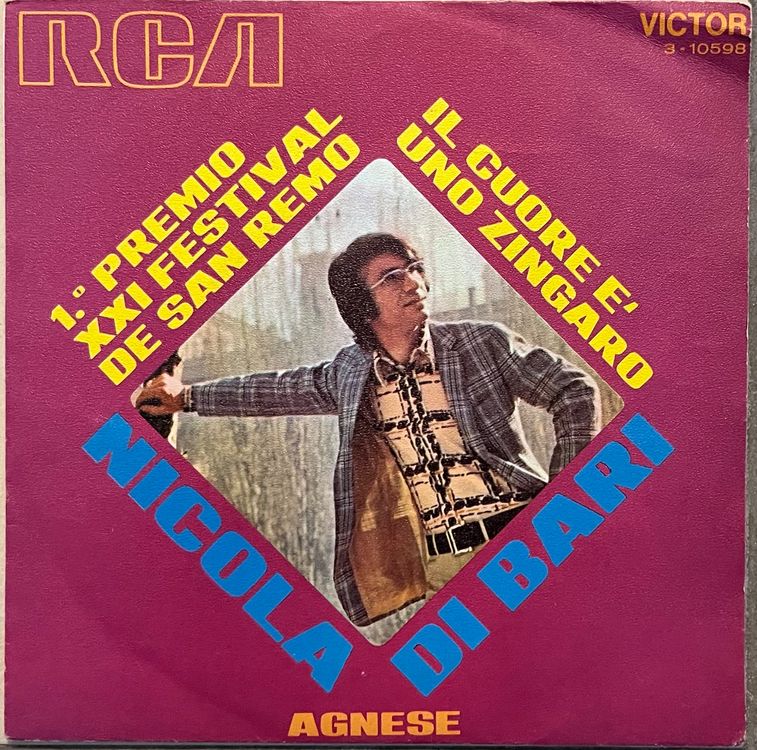 RCA
VICTOR
3-10598
1.º PREMIO
XXI FESTIVAL
DE SAN REMO
IL CUORE E'
UNO ZINGARO
NICOLA
DI BARI
AGNESE